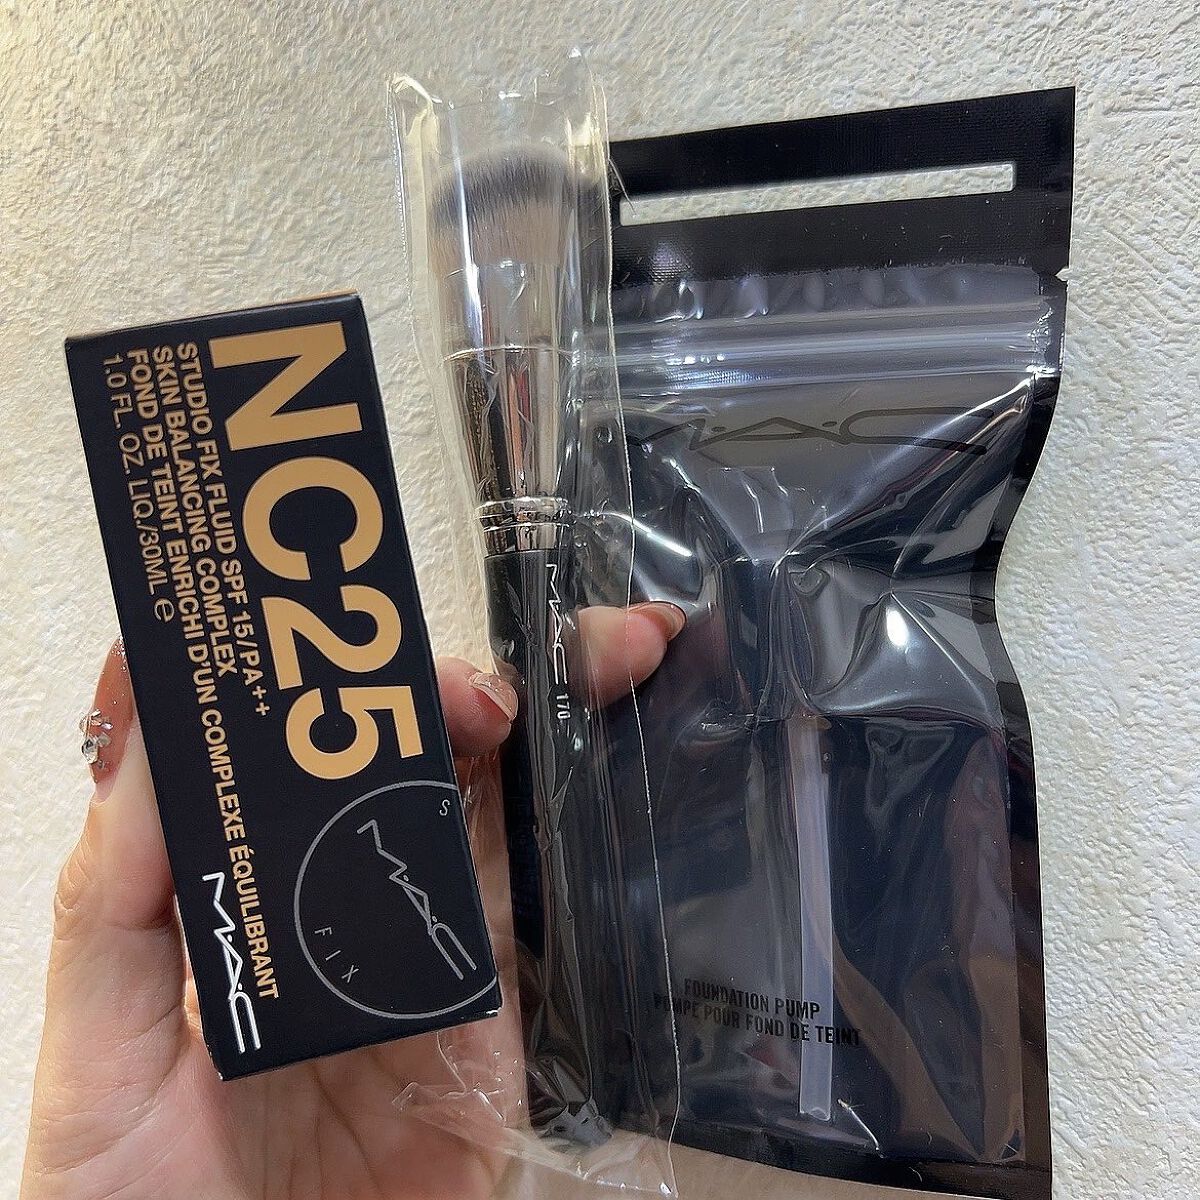 NC25
STUDIO FIX FLUID SPF 15/PA++
SKIN BALANCING COMPLEX
FOND DE TEINT ENRICHI D'UN COMPLEXE ÉQUILIBRANT
1.0 FL. OZ. LIQ./30ML e
M·A·C
S
M·A·C
FIX
M·A·C 170
M·A·C
FOUNDATION PUMP
POMPE POUR FOND DE TEINT